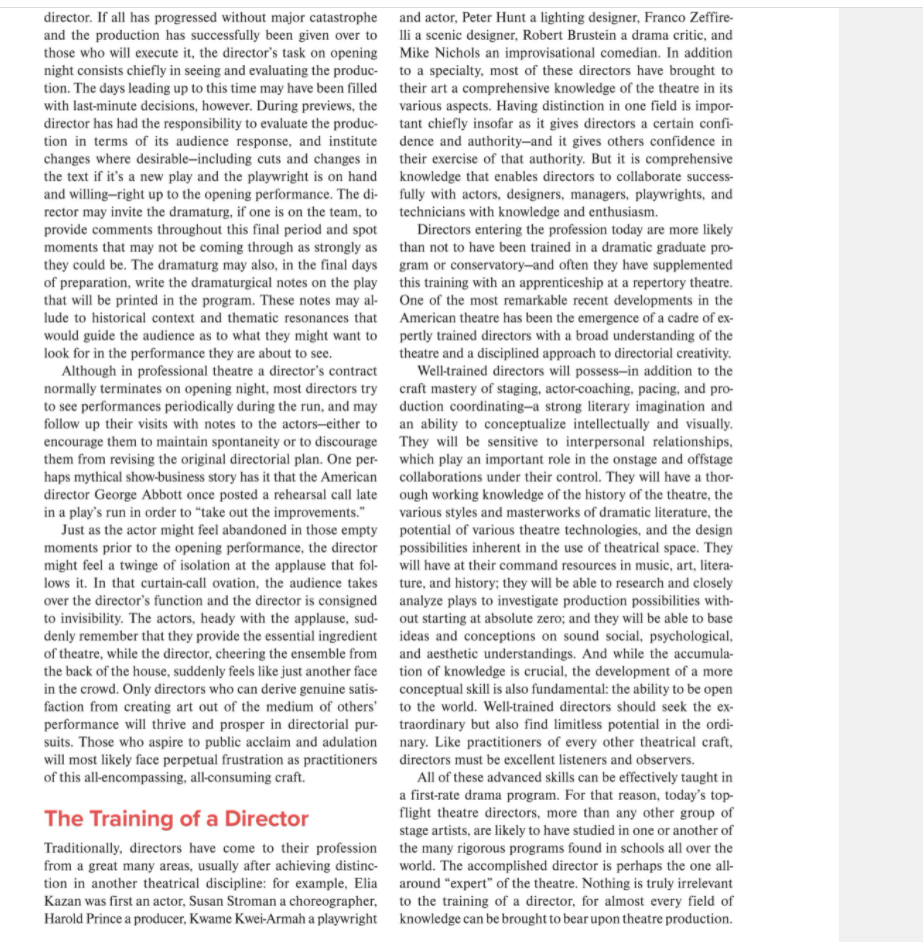 director. If all has progressed without major catastrophe
and the production has successfully been given over to
those who will execute it, the director's task on opening
night consists chiefly in seeing and evaluating the produc-
tion. The days leading up to this time may have been filled
with last-minute decisions, however. During previews, the
director has had the responsibility to evaluate the produc-
tion in terms of its audience response, and institute
changes where desirable—including cuts and changes in
the text if it's a new play and the playwright is on hand
and willing—right up to the opening performance. The di-
rector may invite the dramaturg, if one is on the team, to
provide comments throughout this final period and spot
moments that may not be coming through as strongly as
they could be. The dramaturg may also, in the final days
of preparation, write the dramaturgical notes on the play
that will be printed in the program. These notes may al-
lude to historical context and thematic resonances that
would guide the audience as to what they might want to
look for in the performance they are about to see.
Although in professional theatre a director's contract
normally terminates on opening night, most directors try
to see performances periodically during the run, and may
follow up their visits with notes to the actors—either to
encourage them to maintain spontaneity or to discourage
them from revising the original directorial plan. One per-
haps mythical show-business story has it that the American
director George Abbott once posted a rehearsal call late
in a play's run in order to "take out the improvements."
Just as the actor might feel abandoned in those empty
moments prior to the opening performance, the director
might feel a twinge of isolation at the applause that fol-
lows it. In that curtain-call ovation, the audience takes
over the director's function and the director is consigned
to invisibility. The actors, heady with the applause, sud-
denly remember that they provide the essential ingredient
of theatre, while the director, cheering the ensemble from
the back of the house, suddenly feels like just another face
in the crowd. Only directors who can derive genuine satis-
faction from creating art out of the medium of others'
performance will thrive and prosper in directorial pur-
suits. Those who aspire to public acclaim and adulation
will most likely face perpetual frustration as practitioners
of this all-encompassing, all-consuming craft.
The Training of a Director
Traditionally, directors have come to their profession
from a great many areas, usually after achieving distinc-
tion in another theatrical discipline: for example, Elia
Kazan was first an actor, Susan Stroman a choreographer,
Harold Prince a producer, Kwame Kwei-Armah a playwright
and actor, Peter Hunt a lighting designer, Franco Zeffire-
lli a scenic designer, Robert Brustein a drama critic, and
Mike Nichols an improvisational comedian. In addition
to a specialty, most of these directors have brought to
their art a comprehensive knowledge of the theatre in its
various aspects. Having distinction in one field is impor-
tant chiefly insofar as it gives directors a certain confi-
dence and authority—and it gives others confidence in
their exercise of that authority. But it is comprehensive
knowledge that enables directors to collaborate success-
fully with actors, designers, managers, playwrights, and
technicians with knowledge and enthusiasm.
Directors entering the profession today are more likely
than not to have been trained in a dramatic graduate pro-
gram or conservatory—and often they have supplemented
this training with an apprenticeship at a repertory theatre.
One of the most remarkable recent developments in the
American theatre has been the emergence of a cadre of ex-
pertly trained directors with a broad understanding of the
theatre and a disciplined approach to directorial creativity.
Well-trained directors will possess—in addition to the
craft mastery of staging, actor-coaching, pacing, and pro-
duction coordinating—a strong literary imagination and
an ability to conceptualize intellectually and visually.
They will be sensitive to interpersonal relationships,
which play an important role in the onstage and offstage
collaborations under their control. They will have a thor-
ough working knowledge of the history of the theatre, the
various styles and masterworks of dramatic literature, the
potential of various theatre technologies, and the design
possibilities inherent in the use of theatrical space. They
will have at their command resources in music, art, litera-
ture, and history; they will be able to research and closely
analyze plays to investigate production possibilities with-
out starting at absolute zero; and they will be able to base
ideas and conceptions on sound social, psychological,
and aesthetic understandings. And while the accumula-
tion of knowledge is crucial, the development of a more
conceptual skill is also fundamental: the ability to be open
to the world. Well-trained directors should seek the ex-
traordinary but also find limitless potential in the ordi-
nary. Like practitioners of every other theatrical craft,
directors must be excellent listeners and observers.
All of these advanced skills can be effectively taught in
a first-rate drama program. For that reason, today's top-
flight theatre directors, more than any other group of
stage artists, are likely to have studied in one or another of
the many rigorous programs found in schools all over the
world. The accomplished director is perhaps the one all-
around "expert" of the theatre. Nothing is truly irrelevant
to the training of a director, for almost every field of
knowledge can be brought to bear upon theatre production.